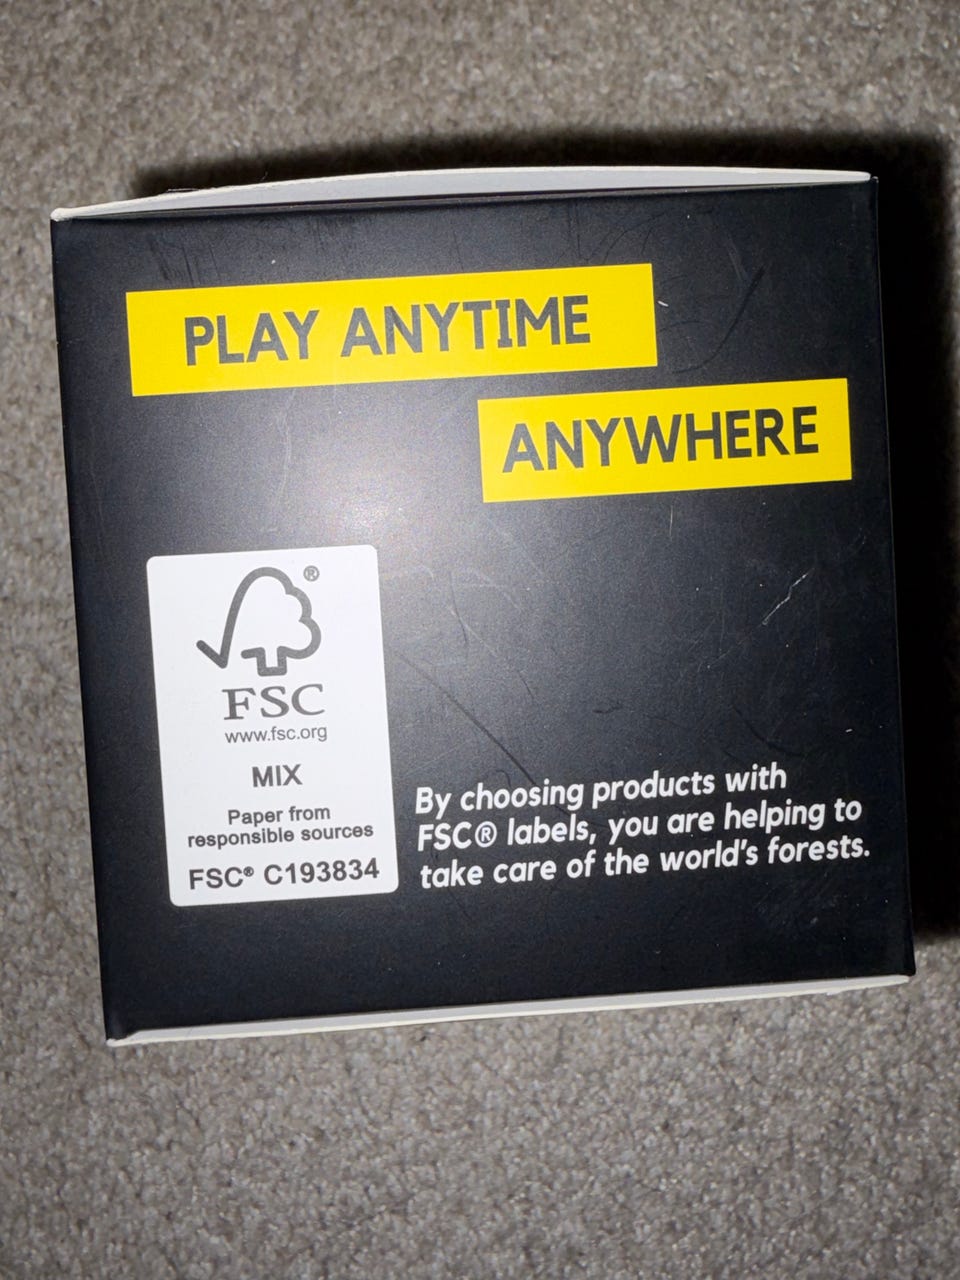 PLAY ANYTIME
ANYWHERE
®
FSC
www.fsc.org
MIX
Paper from
responsible sources
FSC® C193834
By choosing products with
FSC® labels, you are helping to
take care of the world's forests.